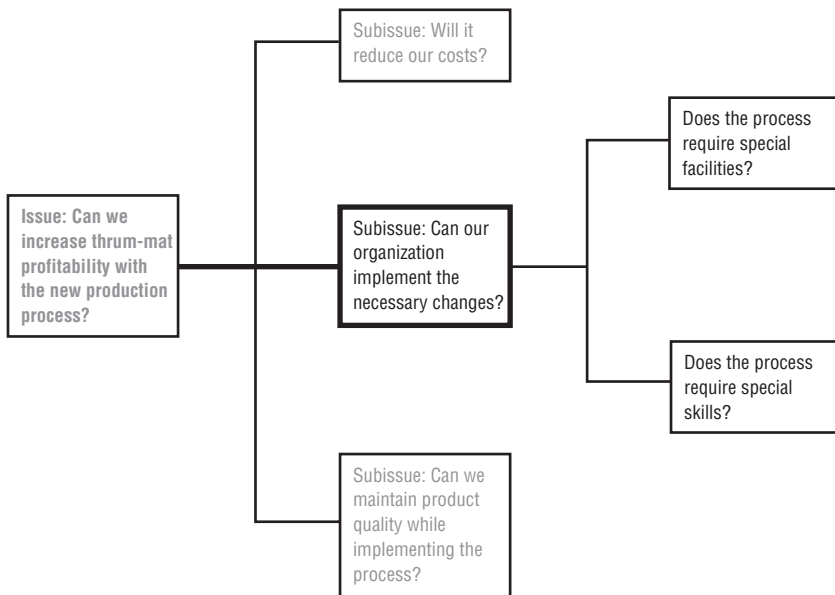 Issue: Can we
increase thrum-mat
profitability with
the new production
process?
Subissue: Will it
reduce our costs?
Subissue: Can our
organization
implement the
necessary changes?
Subissue: Can we
maintain product
quality while
implementing the
process?
Does the process
require special
facilities?
Does the process
require special
skills?